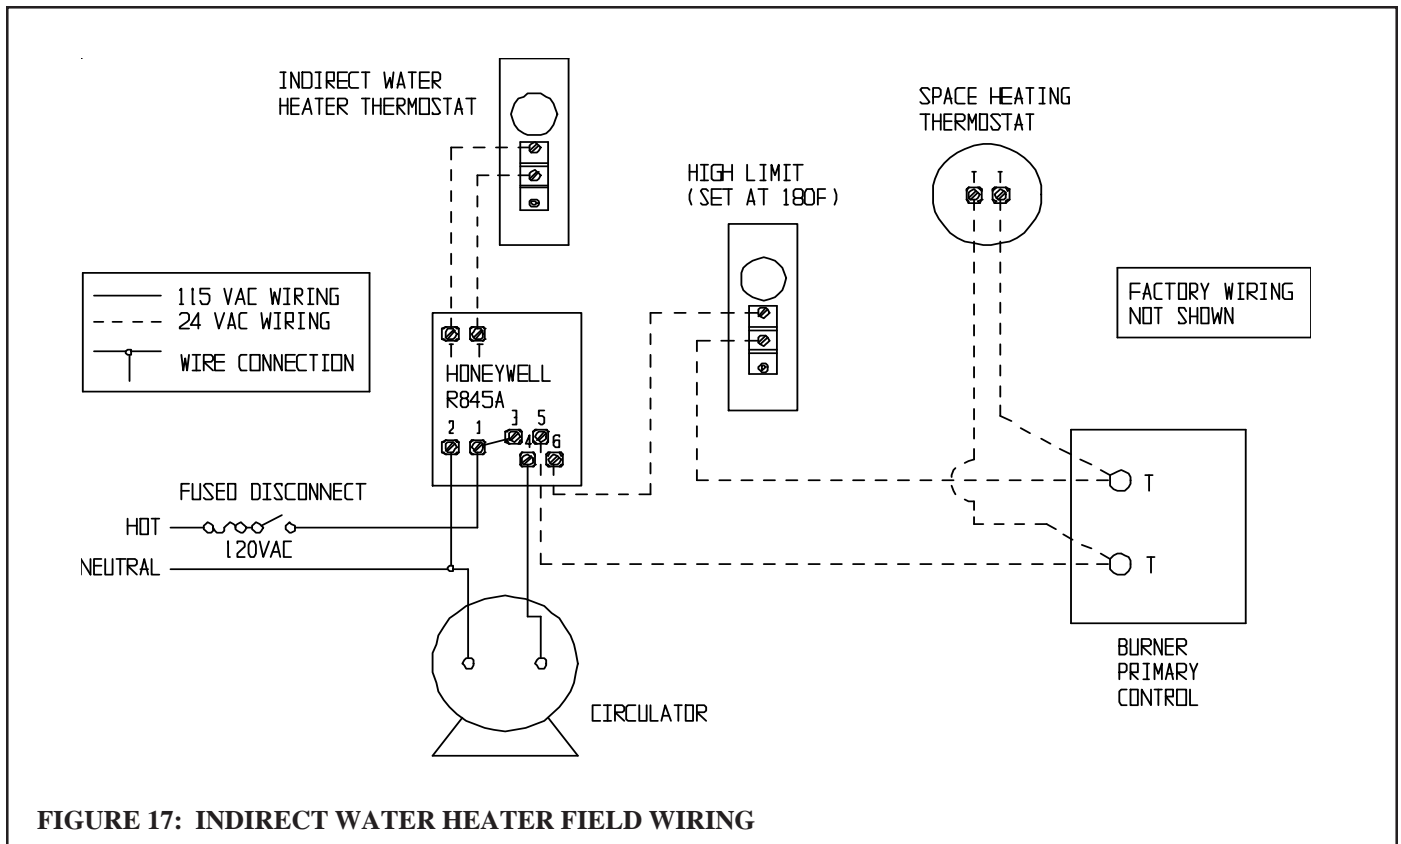 INDIRECT WATER
HEATER THERMOSTAT
SPACE HEATING
THERMOSTAT
HIGH LIMIT
(SET AT 180F)
T T
115 VAC WIRING
24 VAC WIRING
WIRE CONNECTION
FACTORY WIRING
NOT SHOWN
T T
HONEYWELL
R845A
2 1 3 5
4 6
FUSED DISCONNECT
HOT
120VAC
NEUTRAL
T
T
BURNER
PRIMARY
CONTROL
CIRCULATOR
FIGURE 17: INDIRECT WATER HEATER FIELD WIRING